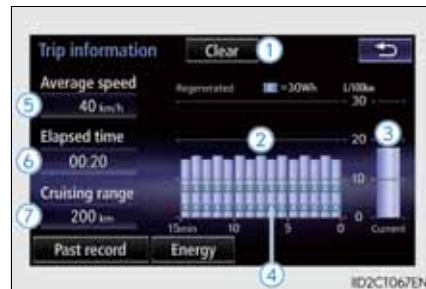 Trip information Clear 1
Average speed
5 40 km/h
Regenerated =30Wh L/100km
30
Elapsed time
6 00:20
2 20 3
Cruising range
7 200 km
10
0
15min 10 5 0 Current
Past record Energy
4
IID2CT067EN